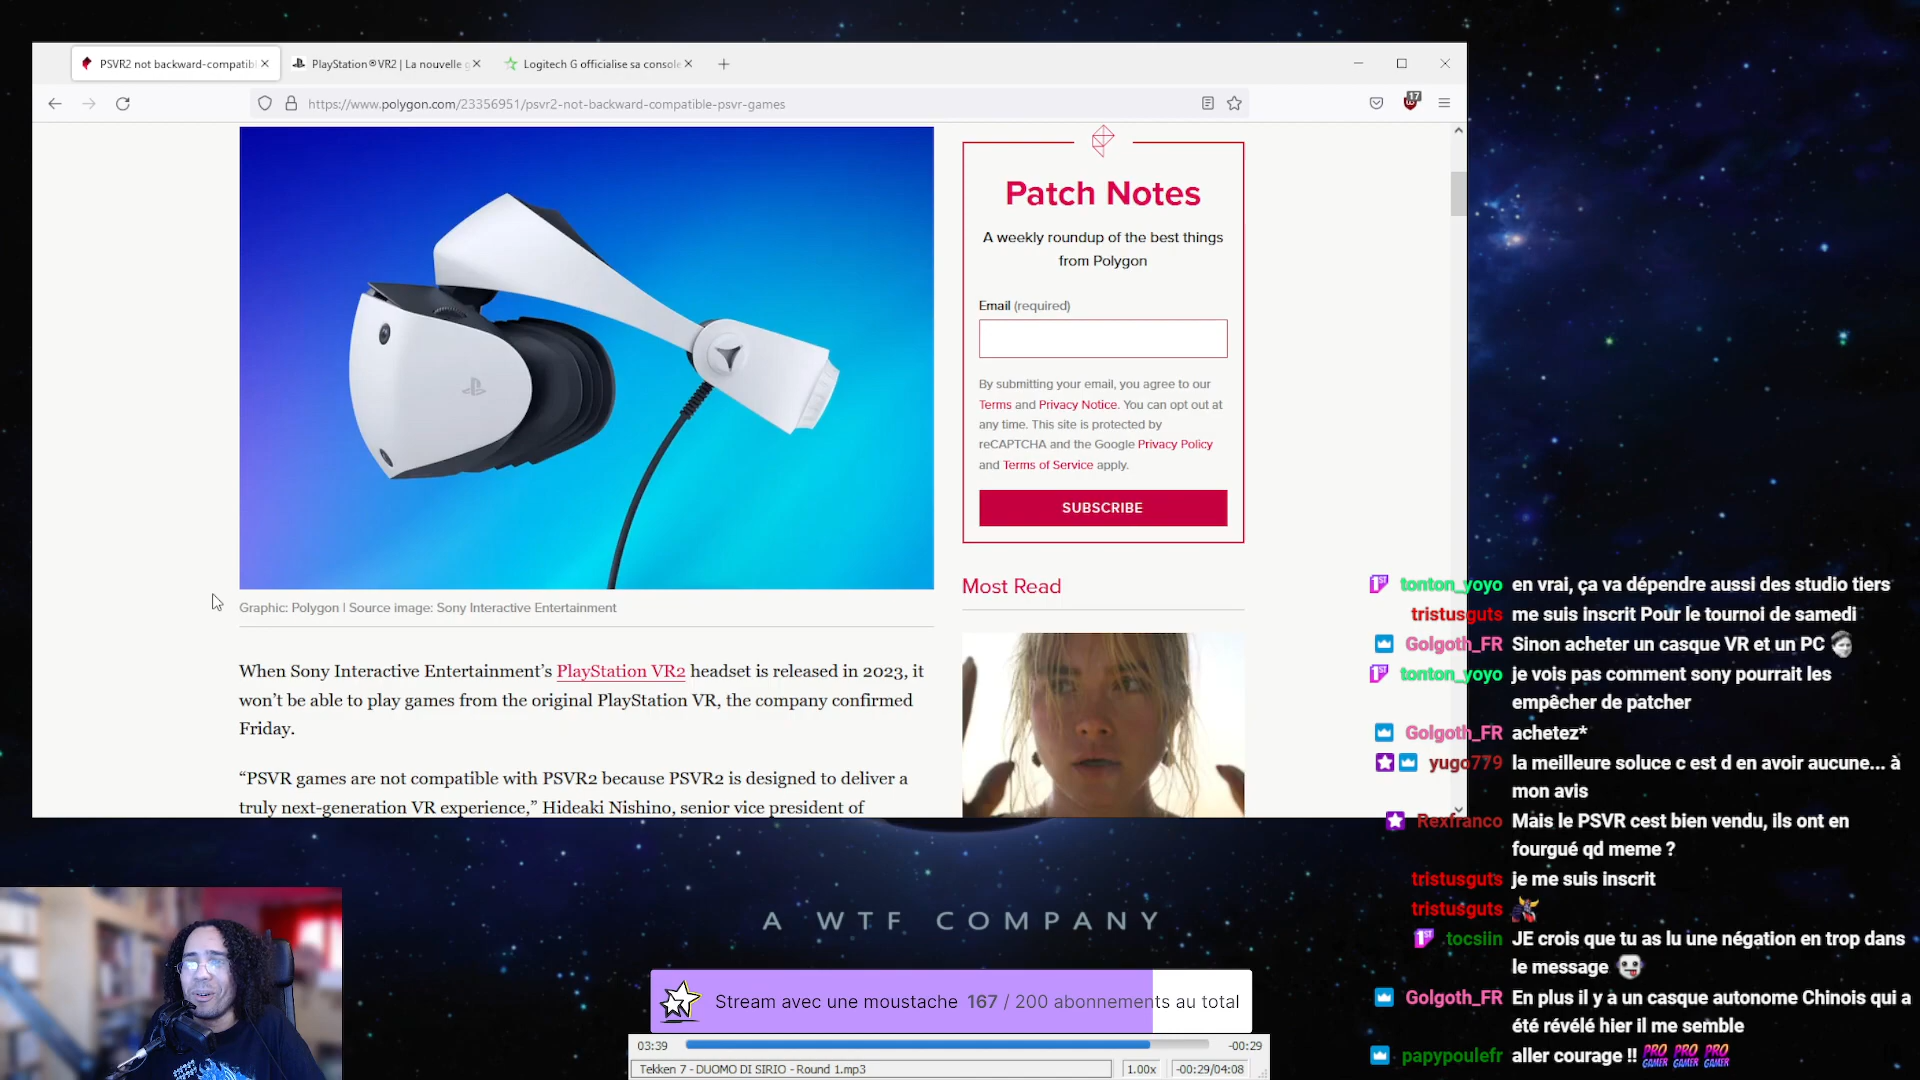 PSVR2 not backward-compatibl
PlayStation®VR2 | La nouvelle g
Logitech G officialise sa console
https://www.polygon.com/23356951/psvr2-not-backward-compatible-psvr-games
17
Graphic: Polygon | Source image: Sony Interactive Entertainment
When Sony Interactive Entertainment’s PlayStation VR2 headset is released in 2023, it
won’t be able to play games from the original PlayStation VR, the company confirmed
Friday.
“PSVR games are not compatible with PSVR2 because PSVR2 is designed to deliver a
truly next-generation VR experience,” Hideaki Nishino, senior vice president of
Patch Notes
A weekly roundup of the best things
from Polygon
Email (required)
By submitting your email, you agree to our
Terms and Privacy Notice. You can opt out at
any time. This site is protected by
reCAPTCHA and the Google Privacy Policy
and Terms of Service apply.
SUBSCRIBE
Most Read
tonton_yoyo en vrai, ça va dépendre aussi des studio tiers
tristusguts me suis inscrit Pour le tournoi de samedi
Golgoth_FR Sinon acheter un casque VR et un PC
tonton_yoyo je vois pas comment sony pourrait les
empêcher de patcher
Golgoth_FR achetez*
yugo779 la meilleure soluce c est d en avoir aucune... à
mon avis
Rexfranco Mais le PSVR cest bien vendu, ils ont en
fourgué qd meme ?
tristusguts je me suis inscrit
tristusguts
tocsiin JE crois que tu as lu une négation en trop dans
le message
Golgoth_FR En plus il y a un casque autonome Chinois qui a
été révélé hier il me semble
papypoulefr aller courage !! PRO GAMER PRO GAMER PRO GAMER
A WTF COMPANY
Stream avec une moustache 167 / 200 abonnements au total
03:39 -00:29
Tekken 7 - DUOMO DI SIRIO - Round 1.mp3 1.00x -00:29/04:08